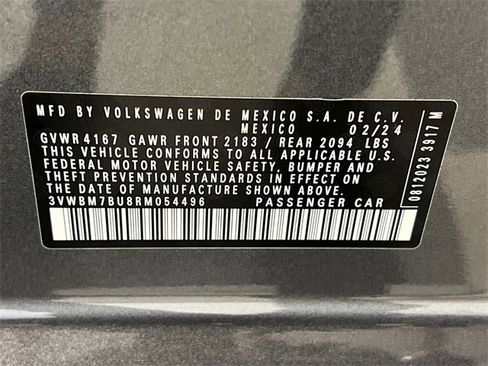 MFD BY VOLKSWAGEN DE MEXICO S.A. DE C.V.
MEXICO 02/24
GVWR 4167 GAWR FRONT 2183 / REAR 2094 LBS
THIS VEHICLE CONFORMS TO ALL APPLICABLE U.S.
FEDERAL MOTOR VEHICLE SAFETY, BUMPER AND
THEFT PREVENTION STANDARDS IN EFFECT ON THE
DATE OF MANUFACTURE SHOWN ABOVE
3VWBM7BU8RM054496 PASSENGER CAR
0812023 3917 M